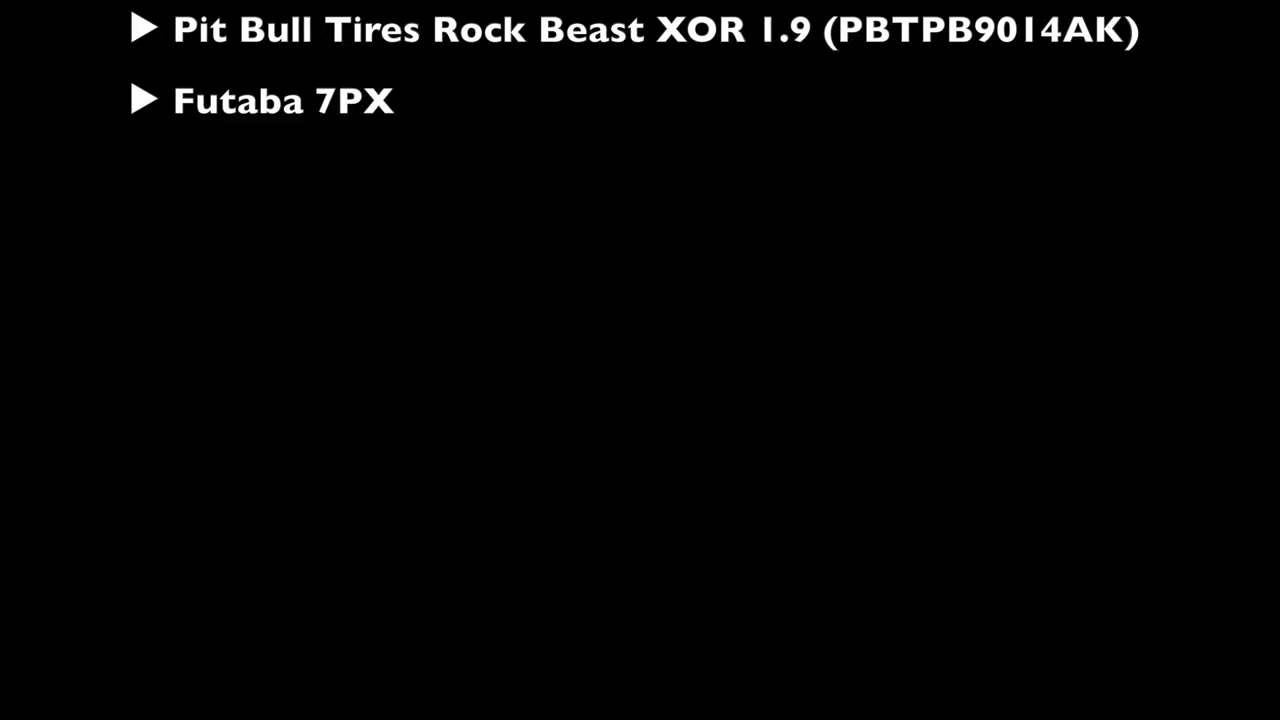 ▶ Pit Bull Tires Rock Beast XOR 1.9 (PBTPB9014AK)
▶ Futaba 7PX